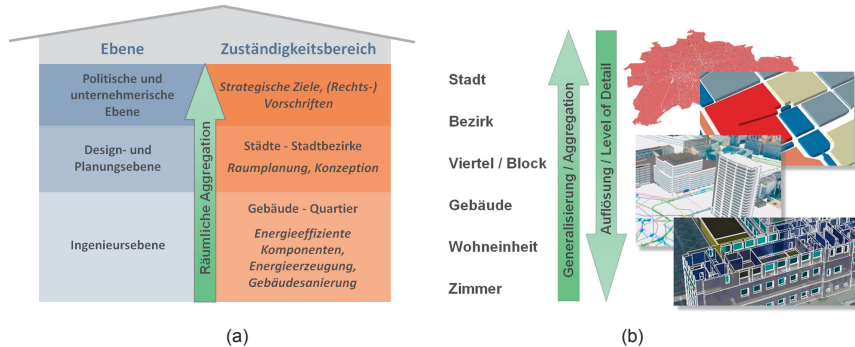 Ebene
Zuständigkeitsbereich
Politische und
unternehmerische
Ebene
Strategische Ziele, (Rechts-)
Vorschriften
Design- und
Planungsebene
Städte - Stadtbezirke
Raumplanung, Konzeption
Ingenieursebene
Gebäude - Quartier
Energieeffiziente
Komponenten,
Energieerzeugung,
Gebäudesanierung
Räumliche Aggregation
(a)
Stadt
Bezirk
Viertel / Block
Gebäude
Wohneinheit
Zimmer
Generalisierung / Aggregation
Auflösung / Level of Detail
(b)